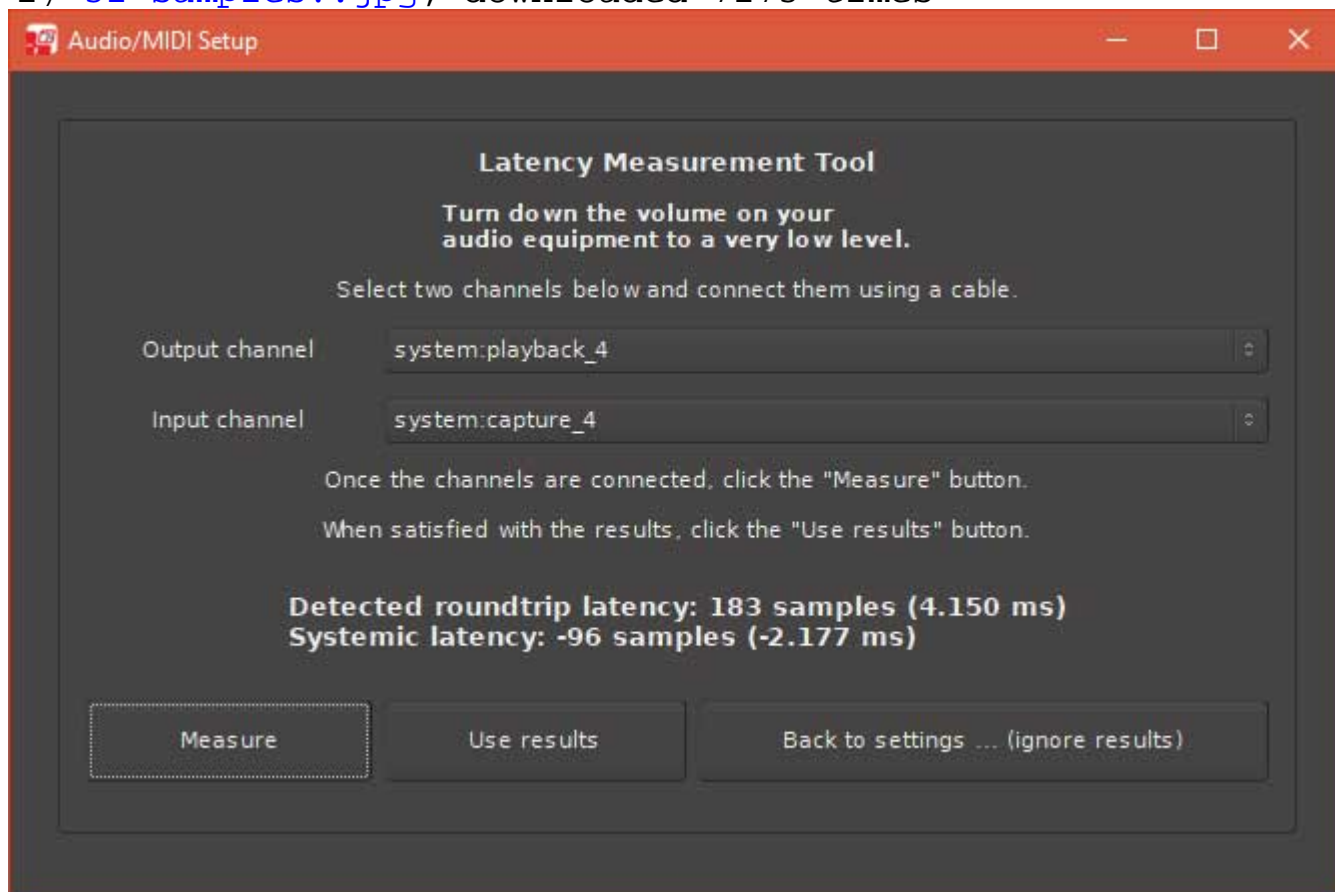 Audio/MIDI Setup
Latency Measurement Tool
Turn down the volume on your
audio equipment to a very low level.
Select two channels below and connect them using a cable.
Output channel system:playback_4
Input channel system:capture_4
Once the channels are connected, click the "Measure" button.
When satisfied with the results, click the "Use results" button.
Detected roundtrip latency: 183 samples (4.150 ms)
Systemic latency: -96 samples (-2.177 ms)
Measure Use results Back to settings ... (ignore results)